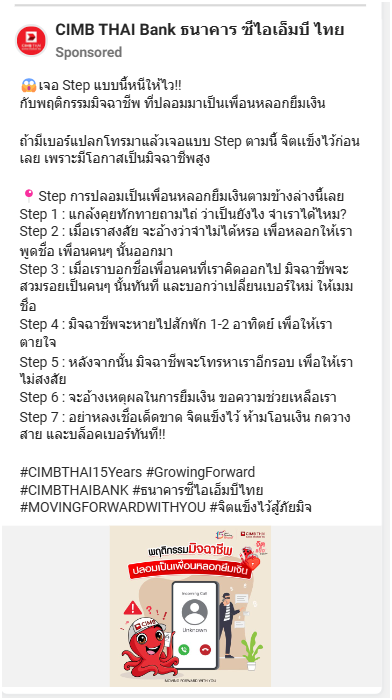 CIMB THAI Bank ธนาคาร ซีไอเอ็มบี ไทย
Sponsored
😱เจอ Step แบบนี้หนีให้ไว!!
กับพฤติกรรมมิจฉาชีพ ที่ปลอมมาเป็นเพื่อนหลอกยืมเงิน
ถ้ามีเบอร์แปลกโทรมาแล้วเจอแบบ Step ตามนี้ จิตแข็งไว้ก่อน
เลย เพราะมีโอกาสเป็นมิจฉาชีพสูง
📍Step การปลอมเป็นเพื่อนหลอกยืมเงินตามข้างล่างนี้เลย
Step 1 : แกล้งคุยทักทายถามไถ่ ว่าเป็นยังไง จำเราได้ไหม?
Step 2 : เมื่อเราสงสัย จะอ้างว่าจำไม่ได้หรอ เพื่อหลอกให้เรา
พูดชื่อ เพื่อนคนๆ นั้นออกมา
Step 3 : เมื่อเราบอกชื่อเพื่อนคนที่เราคิดออกไป มิจฉาชีพจะ
สวมรอยเป็นคนๆ นั้นทันที และบอกว่าเปลี่ยนเบอร์ใหม่ ให้เมม
ชื่อ
Step 4 : มิจฉาชีพจะหายไปสักพัก 1-2 อาทิตย์ เพื่อให้เรา
ตายใจ
Step 5 : หลังจากนั้น มิจฉาชีพจะโทรหาเราอีกรอบ เพื่อให้เรา
ไม่สงสัย
Step 6 : จะอ้างเหตุผลในการยืมเงิน ขอความช่วยเหลือเรา
Step 7 : อย่าหลงเชื่อเด็ดขาด จิตแข็งไว้ ห้ามโอนเงิน กดวาง
สาย และบล็อคเบอร์ทันที!!
#CIMBTHAI15Years #GrowingForward
#CIMBTHAIBANK #ธนาคารซีไอเอ็มบีไทย
#MOVINGFORWARDWITHYOU #จิตแข็งไว้สู้ภัยมิจ
CIMB THAI
พฤติกรรมมิจฉาชีพ
ปลอมเป็นเพื่อนหลอกยืมเงิน
Incoming Call
Unknown
CIMB
MOVING FORWARD WITH YOU